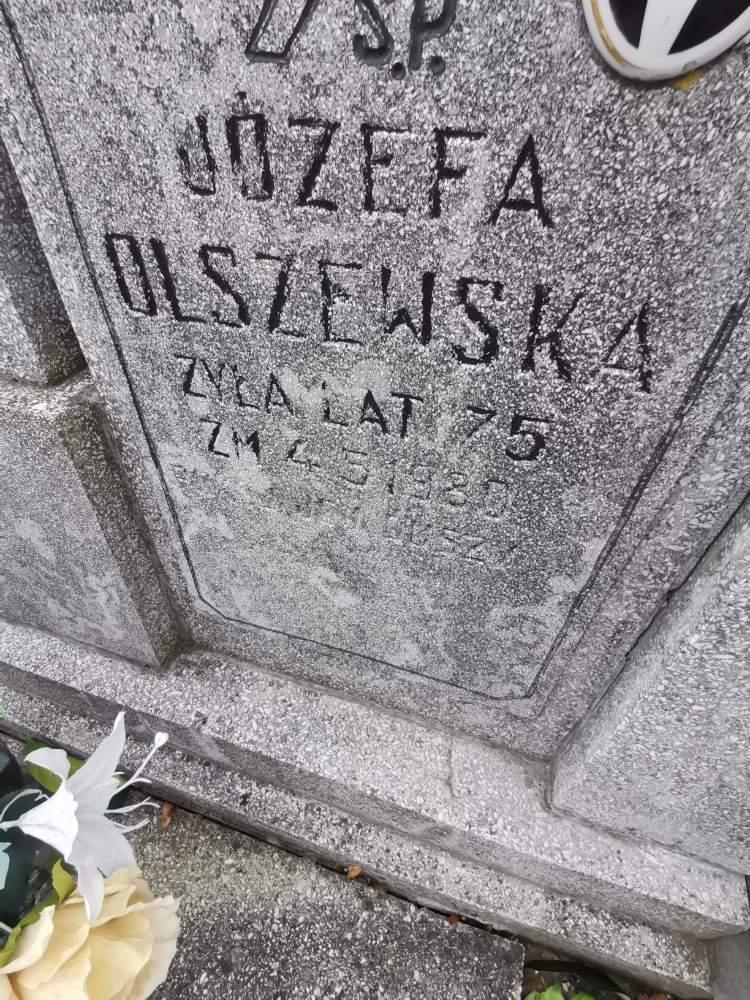 Ś.P.
JÓZEFA
OLSZEWSKA
ŻYŁA LAT 75
ZM 4 5 1980